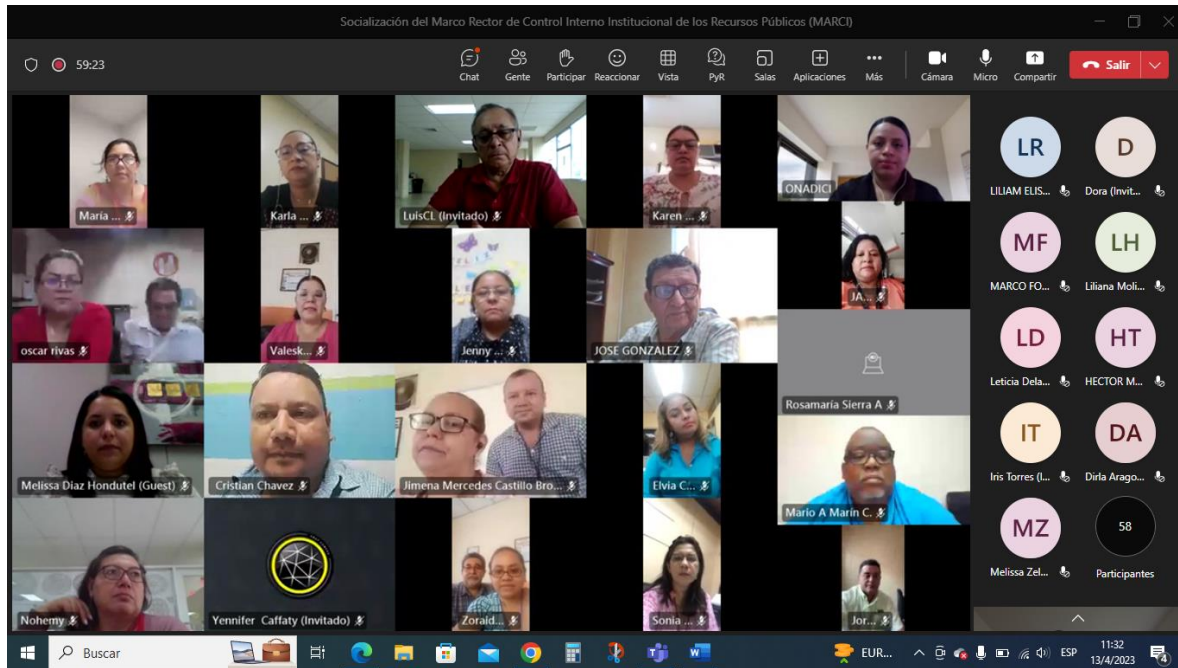 Socialización del Marco Rector de Control Interno Institucional de los Recursos Públicos (MARCI)
59:23
Chat
Gente
Participar
Reaccionar
Vista
PyR
Salas
Aplicaciones
Más
Cámara
Micro
Compartir
Salir
María ...
Karla ...
LuisCL (Invitado)
Karen ...
ONADICI
oscar rivas
Valesk...
Jenny ...
JOSE GONZALEZ
JA...
Rosamaría Sierra A
Melissa Diaz Hondutel (Guest)
Cristian Chavez
Jimena Mercedes Castillo Bro...
Elvia C...
Mario A Marín C.
Nohemy
Yennifer Caffaty (Invitado)
Zoraid...
Sonia ...
Jor...
LR
LILIAM ELIS...
D
Dora (Invit...
MF
MARCO FO...
LH
Liliana Moli...
LD
Leticia Dela...
HT
HECTOR M...
IT
Iris Torres (I...
DA
Dirla Arago...
MZ
Melissa Zel...
58
Participantes
Buscar
EUR...
ESP
11:32
13/4/2023
4